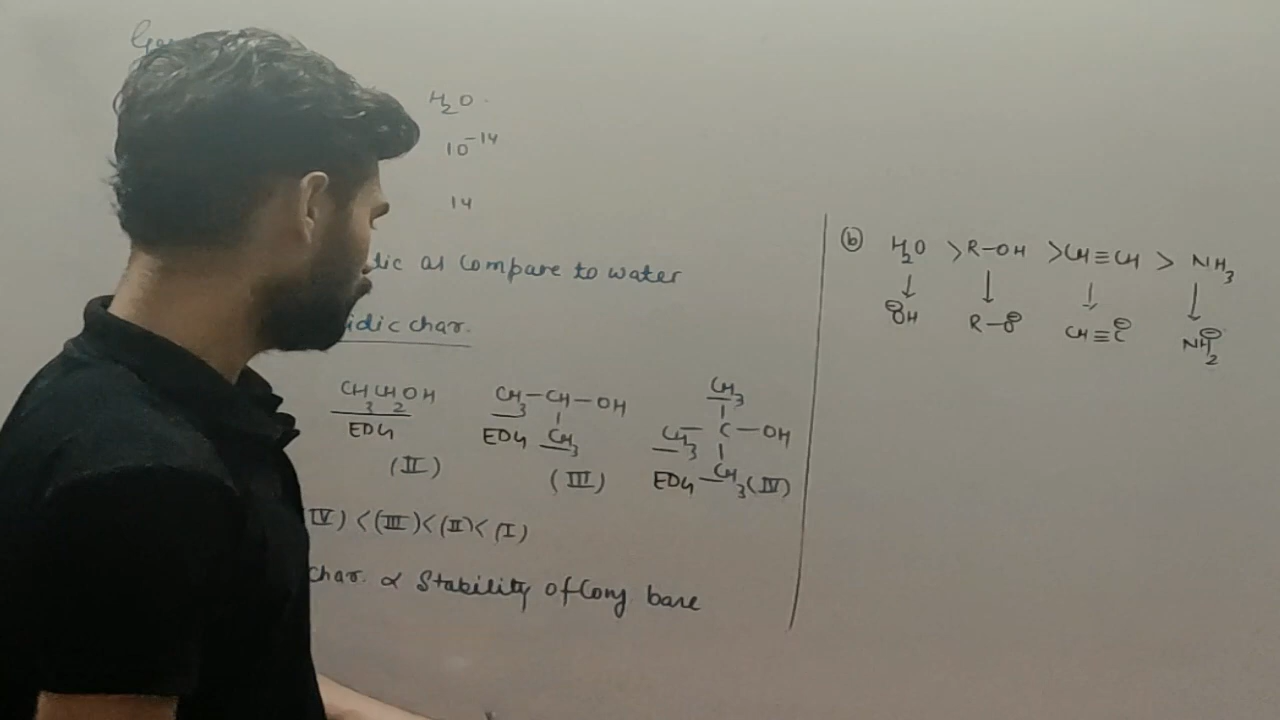 H2O
10^-14
14
dic as Compare to water
idic char.
CH3CH2OH
EDG
(II)
CH3-CH-OH
EDG CH3
(III)
CH3
CH3-C-OH
EDG-CH3 (IV)
IV) <(III)<(II)< (I)
char. ∝ Stability of Conj base
(b) H2O >R-OH >CH≡CH > NH3
↓ ↓ ↓ ↓
⊖OH R-O⊖ CH≡C⊖ NH2⊖